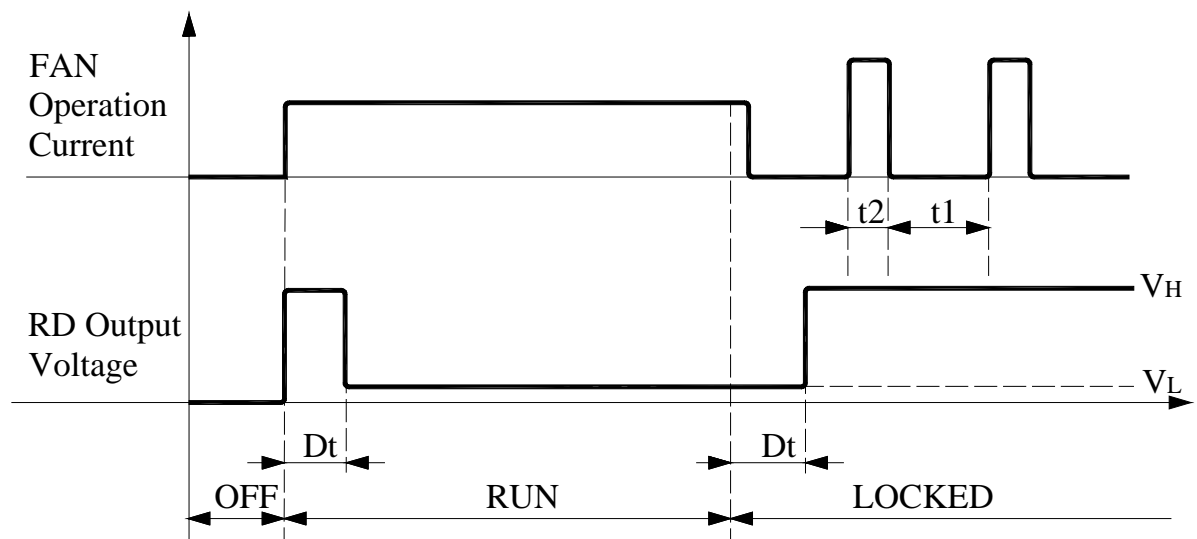 FAN
Operation
Current
t2 t1
VH
RD Output
Voltage
VL
Dt Dt
OFF RUN LOCKED